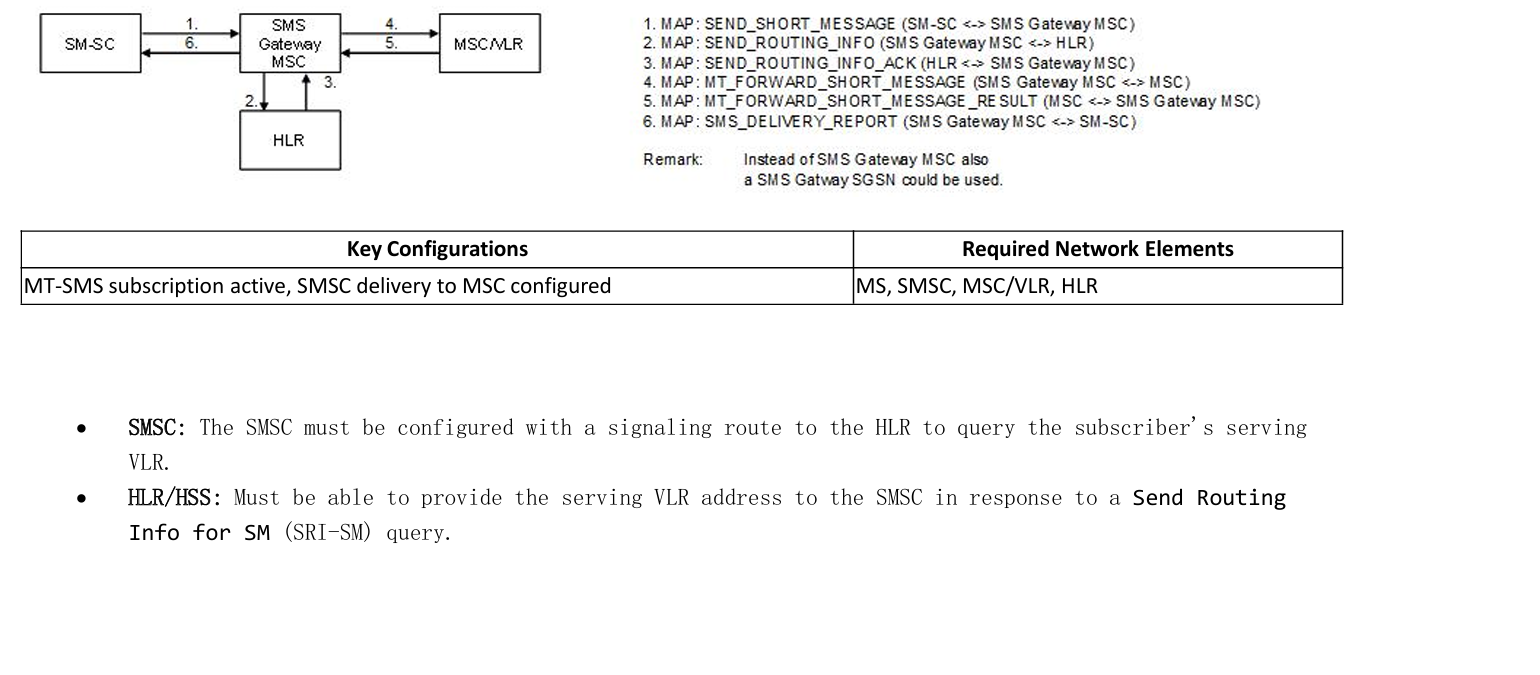 SM-SC
1.
6.
SMS
Gateway
MSC
4.
5.
MSC/VLR
2.
3.
HLR
1. MAP: SEND_SHORT_MESSAGE (SM-SC <-> SMS Gateway MSC)
2. MAP: SEND_ROUTING_INFO (SMS Gateway MSC <-> HLR)
3. MAP: SEND_ROUTING_INFO_ACK (HLR <-> SMS Gateway MSC)
4. MAP: MT_FORWARD_SHORT_MESSAGE (SMS Gateway MSC <-> MSC)
5. MAP: MT_FORWARD_SHORT_MESSAGE_RESULT (MSC <-> SMS Gateway MSC)
6. MAP: SMS_DELIVERY_REPORT (SMS Gateway MSC <-> SM-SC)
Remark: Instead of SMS Gateway MSC also
a SMS Gatway SGSN could be used.
Key Configurations Required Network Elements
MT-SMS subscription active, SMSC delivery to MSC configured MS, SMSC, MSC/VLR, HLR
• SMSC: The SMSC must be configured with a signaling route to the HLR to query the subscriber's serving
VLR.
• HLR/HSS: Must be able to provide the serving VLR address to the SMSC in response to a Send Routing
Info for SM (SRI-SM) query.